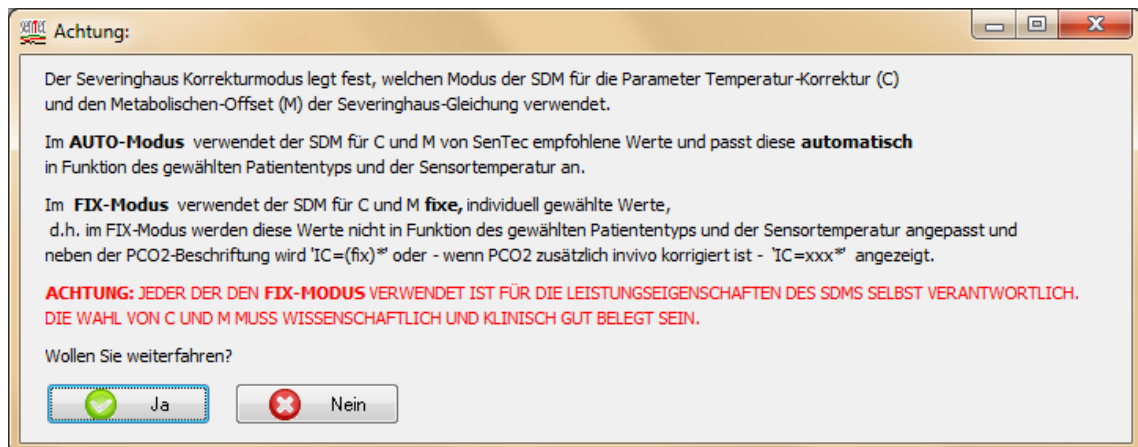 sentec Achtung:
Der Severinghaus Korrekturmodus legt fest, welchen Modus der SDM für die Parameter Temperatur-Korrektur (C)
und den Metabolischen-Offset (M) der Severinghaus-Gleichung verwendet.
Im AUTO-Modus verwendet der SDM für C und M von SenTec empfohlene Werte und passt diese automatisch
in Funktion des gewählten Patiententyps und der Sensortemperatur an.
Im FIX-Modus verwendet der SDM für C und M fixe, individuell gewählte Werte,
d.h. im FIX-Modus werden diese Werte nicht in Funktion des gewählten Patiententyps und der Sensortemperatur angepasst und
neben der PCO2-Beschriftung wird 'IC=(fix)*' oder - wenn PCO2 zusätzlich invivo korrigiert ist - 'IC=xxx*' angezeigt.
ACHTUNG: JEDER DER DEN FIX-MODUS VERWENDET IST FÜR DIE LEISTUNGSEIGENSCHAFTEN DES SDMS SELBST VERANTWORTLICH.
DIE WAHL VON C UND M MUSS WISSENSCHAFTLICH UND KLINISCH GUT BELEGT SEIN.
Wollen Sie weiterfahren?
Ja Nein